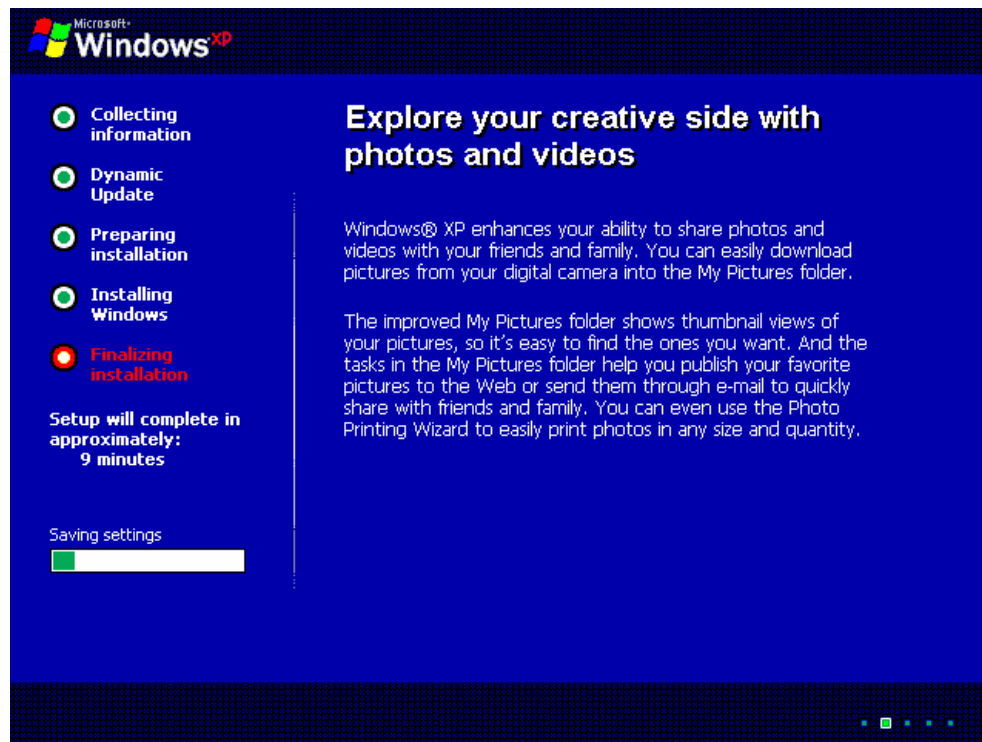 Microsoft®
Windows xp
Collecting
information
Dynamic
Update
Preparing
installation
Installing
Windows
Finalizing
installation
Setup will complete in
approximately:
9 minutes
Saving settings
Explore your creative side with
photos and videos
Windows® XP enhances your ability to share photos and
videos with your friends and family. You can easily download
pictures from your digital camera into the My Pictures folder.
The improved My Pictures folder shows thumbnail views of
your pictures, so it's easy to find the ones you want. And the
tasks in the My Pictures folder help you publish your favorite
pictures to the Web or send them through e-mail to quickly
share with friends and family. You can even use the Photo
Printing Wizard to easily print photos in any size and quantity.